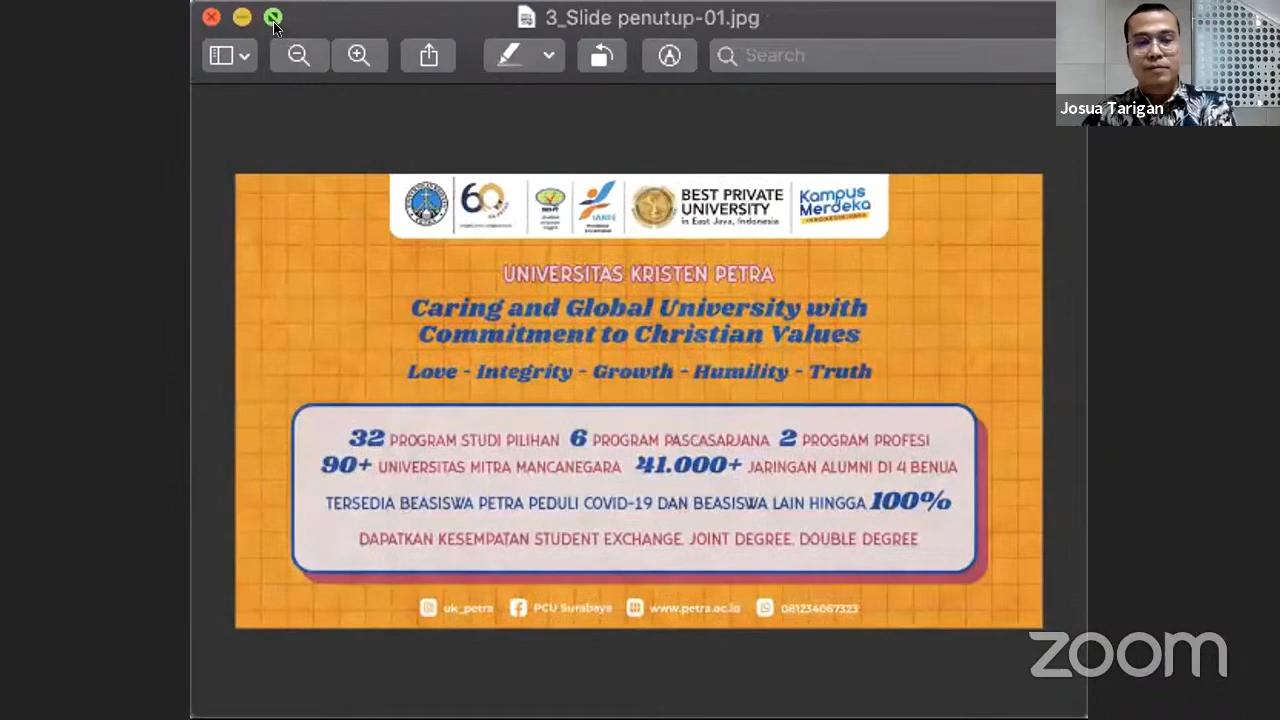 3_Slide penutup-01.jpg
Search
Josua Tarigan
60
BEST PRIVATE
UNIVERSITY
in East Java, Indonesia
Kampus
Merdeka
UNIVERSITAS KRISTEN PETRA
Caring and Global University with
Commitment to Christian Values
Love - Integrity - Growth - Humility - Truth
32 PROGRAM STUDI PILIHAN 6 PROGRAM PASCASARJANA 2 PROGRAM PROFESI
90+ UNIVERSITAS MITRA MANCANEGARA 41.000+ JARINGAN ALUMNI DI 4 BENUA
TERSEDIA BEASISWA PETRA PEDULI COVID-19 DAN BEASISWA LAIN HINGGA 100%
DAPATKAN KESEMPATAN STUDENT EXCHANGE, JOINT DEGREE, DOUBLE DEGREE
uk_petra PCU Surabaya www.petra.ac.id 081234067323
zoom